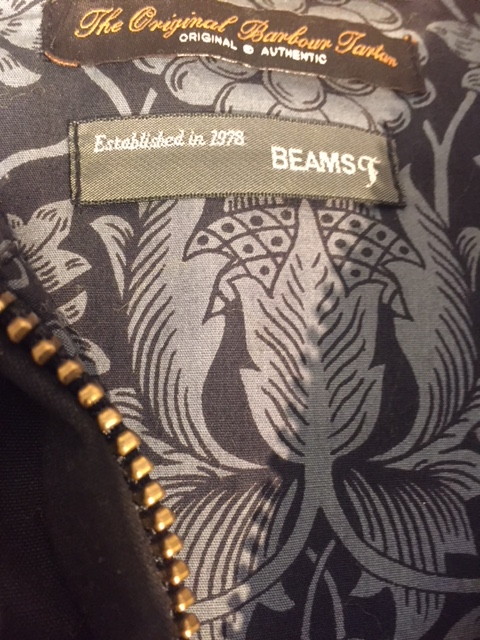 The Original Barbour Tartan
ORIGINAL ® AUTHENTIC
Established in 1978
BEAMS F